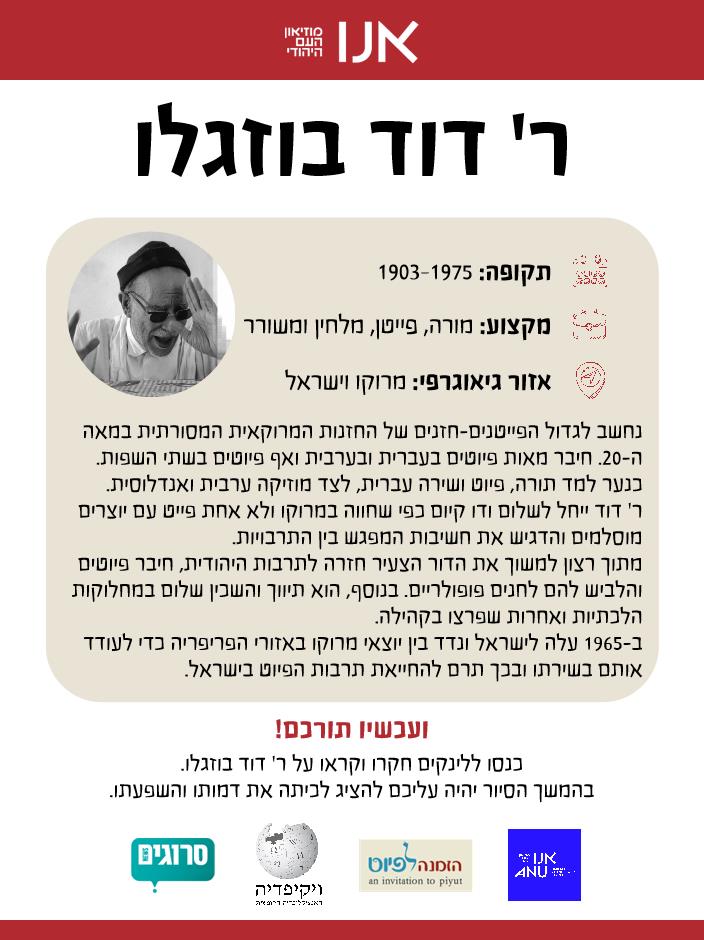 אנו
מוזיאון
העם
היהודי
ר' דוד בוזגלו
תקופה: 1903-1975
מקצוע: מורה, פייטן, מלחין ומשורר
אזור גיאוגרפי: מרוקו וישראל
נחשב לגדול הפייטנים-חזנים של החזנות המרוקאית המסורתית במאה
ה-20. חיבר מאות פיוטים בעברית ובערבית ואף פיוטים בשתי השפות.
כנער למד תורה, פיוט ושירה עברית, לצד מוזיקה ערבית ואנדלוסית.
ר' דוד ייחל לשלום ודו קיום כפי שחווה במרוקו ולא אחת פייט עם יוצרים
מוסלמים והדגיש את חשיבות המפגש בין התרבויות.
מתוך רצון למשוך את הדור הצעיר חזרה לתרבות היהודית, חיבר פיוטים
והלביש להם לחנים פופולריים. בנוסף, הוא תיווך והשכין שלום במחלוקות
הלכתיות ואחרות שפרצו בקהילה.
ב-1965 עלה לישראל ונדד בין יוצאי מרוקו באזורי הפריפריה כדי לעודד
אותם בשירתו ובכך תרם להחייאת תרבות הפיוט בישראל.
ועכשיו תורכם!
כנסו ללינקים חקרו וקראו על ר' דוד בוזגלו.
בהמשך הסיור יהיה עליכם להציג לכיתה את דמותו והשפעתו.
סרוגים
NEWS
ויקיפדיה
הזמנה לפיוט
an invitation to piyut
אנו
ANU